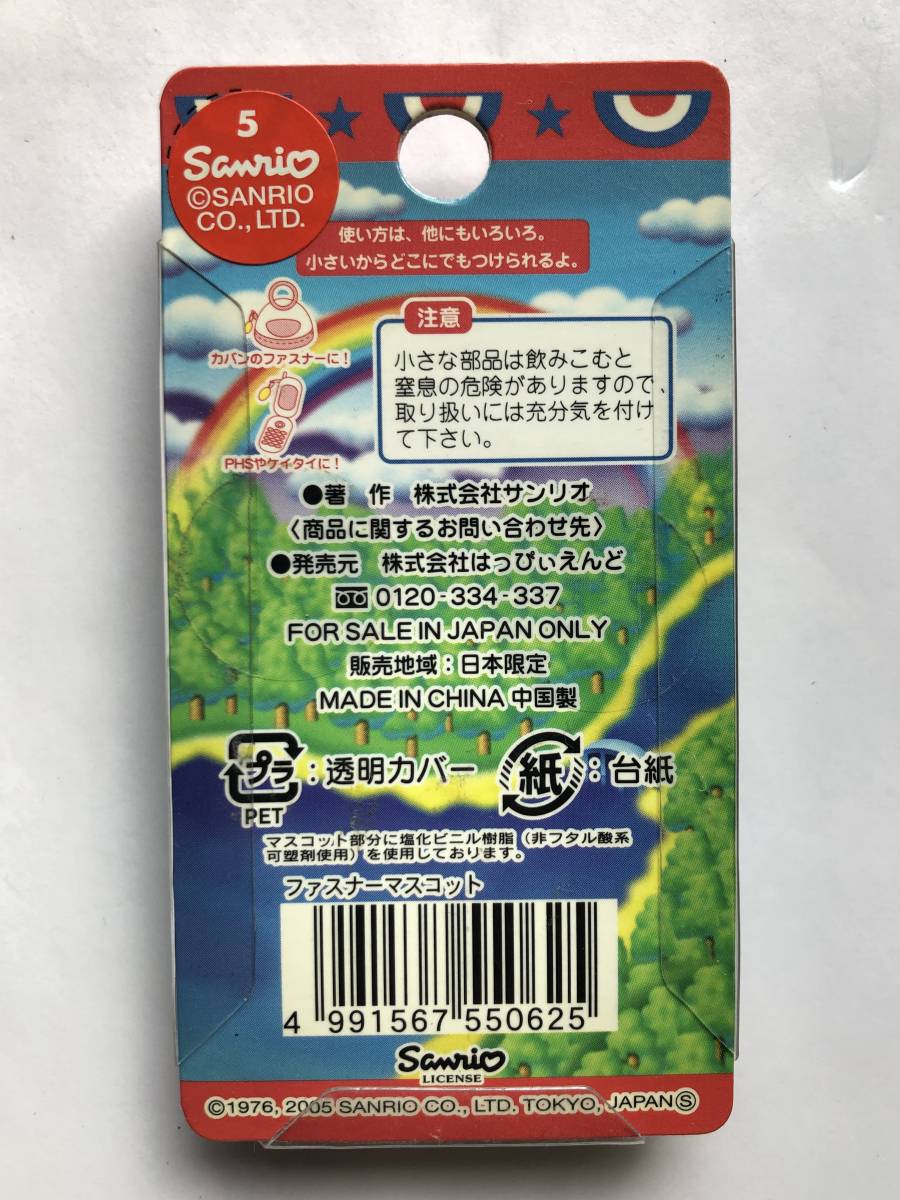 5
Sanrio
©SANRIO
CO., LTD.
使い方は、他にもいろいろ。
小さいからどこにでもつけられるよ。
カバンのファスナーに!
PHSやケイタイに!
注意
小さな部品は飲みこむと
窒息の危険がありますので、
取り扱いには充分気を付け
て下さい。
●著 作 株式会社サンリオ
〈商品に関するお問い合わせ先〉
●発売元 株式会社はっぴぃえんど
0120-334-337
FOR SALE IN JAPAN ONLY
販売地域:日本限定
MADE IN CHINA 中国製
プラ:透明カバー 紙:台紙
PET
マスコット部分に塩化ビニル樹脂(非フタル酸系
可塑剤使用)を使用しております。
ファスナーマスコット
4 991567 550625
Sanrio
LICENSE
©1976, 2005 SANRIO CO., LTD. TOKYO, JAPAN Ⓢ